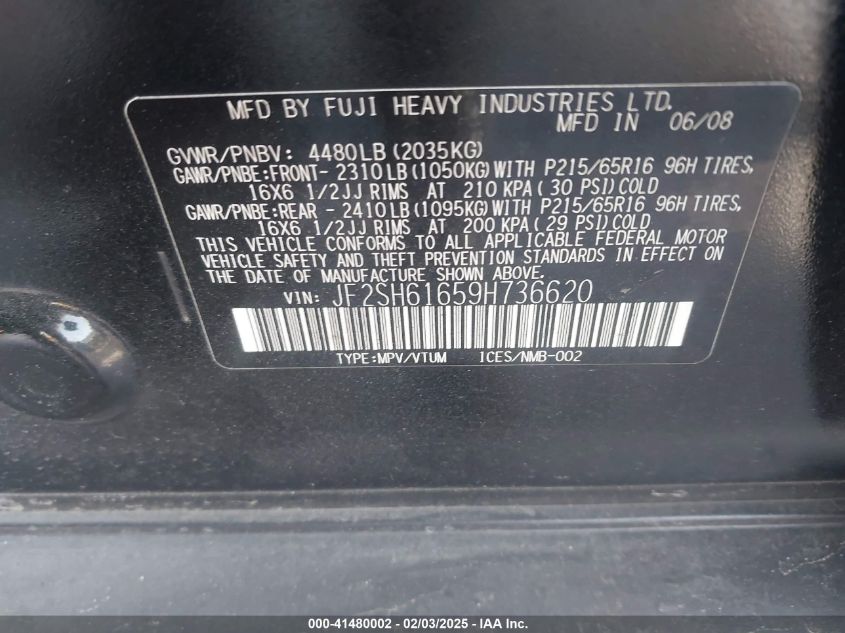 MFD BY FUJI HEAVY INDUSTRIES LTD.
MFD IN 06/08
GVWR/PNBV: 4480LB (2035KG)
GAWR/PNBE:FRONT- 2310LB (1050KG) WITH P215/65R16 96H TIRES,
16X6 1/2JJ RIMS AT 210 KPA ( 30 PSI) COLD
GAWR/PNBE:REAR - 2410LB (1095KG) WITH P215/65R16 96H TIRES,
16X6 1/2JJ RIMS AT 200 KPA ( 29 PSI) COLD
THIS VEHICLE CONFORMS TO ALL APPLICABLE FEDERAL MOTOR
VEHICLE SAFETY AND THEFT PREVENTION STANDARDS IN EFFECT ON
THE DATE OF MANUFACTURE SHOWN ABOVE.
VIN: JF2SH61659H736620
TYPE:MPV/VTUM ICES/NMB-002
000-41480002 - 02/03/2025 - IAA Inc.